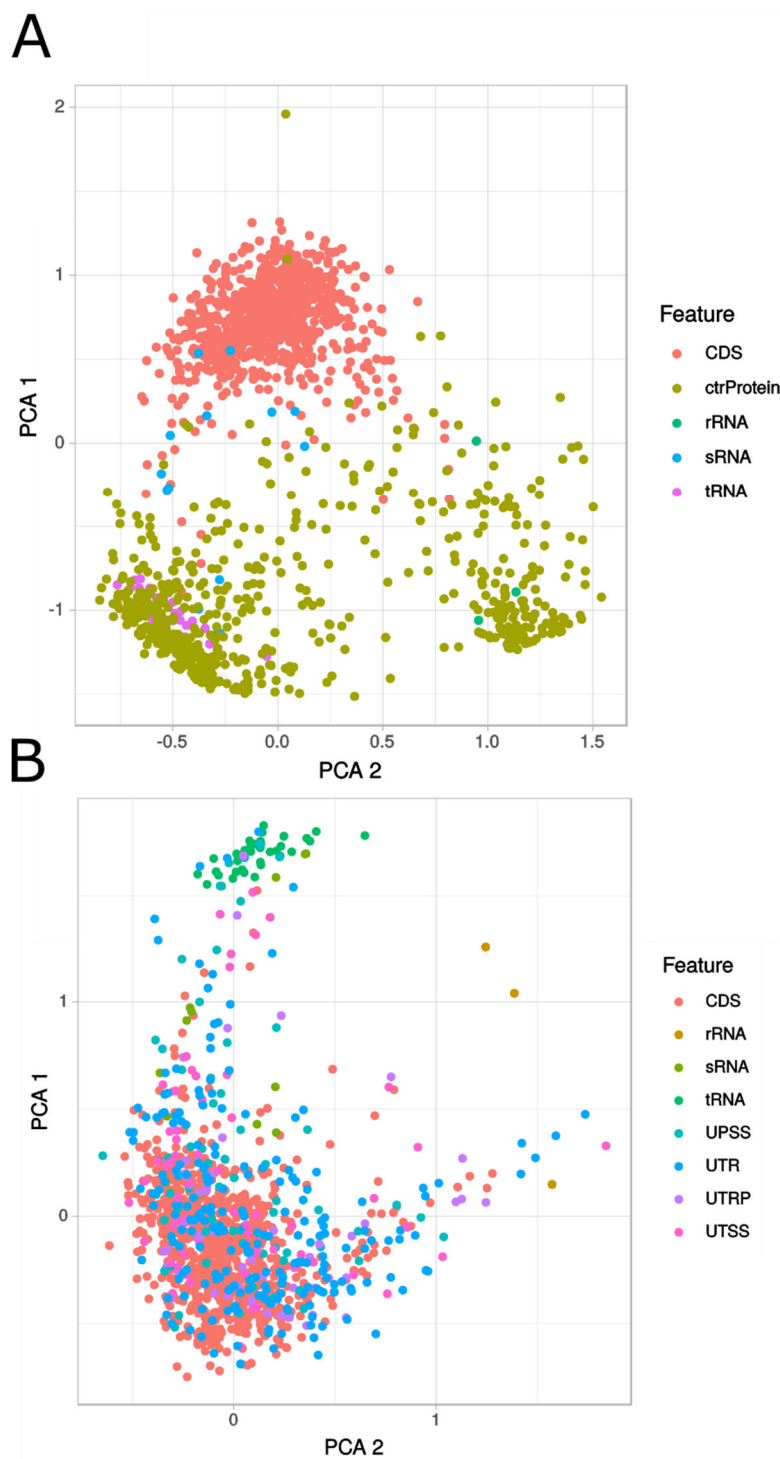 A
2
1
0
-1
PCA 1
-0.5
0.0
0.5
1.0
1.5
PCA 2
Feature
CDS
ctrProtein
rRNA
sRNA
tRNA
B
1
0
PCA 1
0
1
PCA 2
Feature
CDS
rRNA
sRNA
tRNA
UPSS
UTR
UTRP
UTSS